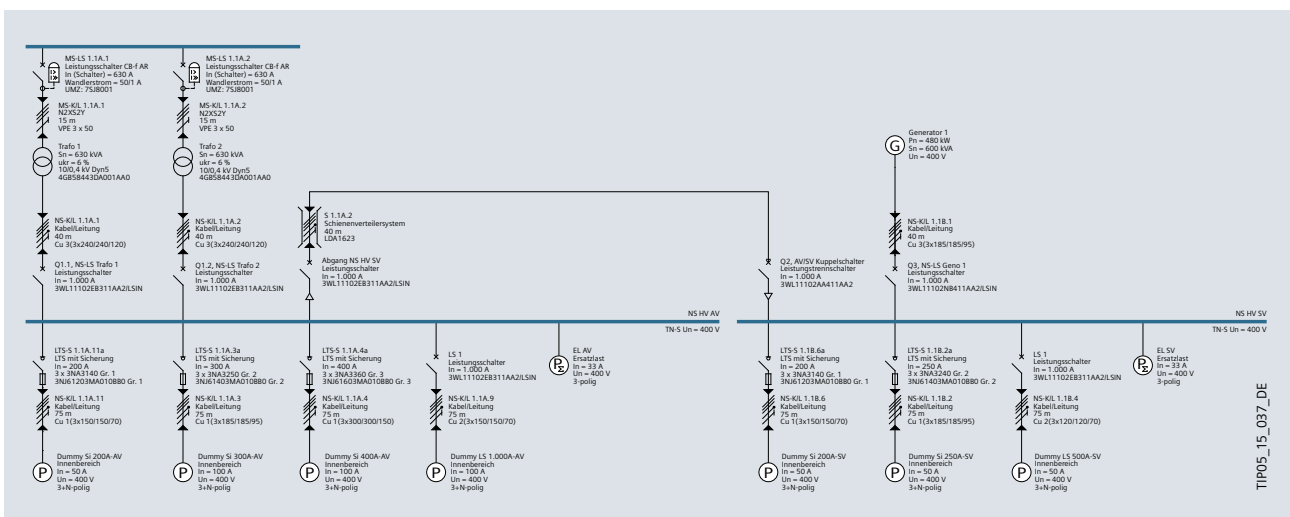 MS-LS 1.1A.1
Leistungsschalter CB-f AR
In (Schalter) = 630 A
Wandlerstrom = 50/1 A
UMZ: 7SJ8001
MS-LS 1.1A.2
Leistungsschalter CB-f AR
In (Schalter) = 630 A
Wandlerstrom = 50/1 A
UMZ: 7SJ8001
MS-K/L 1.1A.1
N2XS2Y
15 m
VPE 3 x 50
MS-K/L 1.1A.2
N2XS2Y
15 m
VPE 3 x 50
Trafo 1
Sn = 630 kVA
ukr = 6 %
10/0,4 kV Dyn5
4GB58443DA001AA0
Trafo 2
Sn = 630 kVA
ukr = 6 %
10/0,4 kV Dyn5
4GB58443DA001AA0
G
Generator 1
Pn = 480 kW
Sn = 600 kVA
Un = 400 V
NS-K/L 1.1A.1
Kabel/Leitung
40 m
Cu 3(3x240/240/120)
NS-K/L 1.1A.2
Kabel/Leitung
40 m
Cu 3(3x240/240/120)
S 1.1A.2
Schienenverteilersystem
40 m
LDA1623
NS-K/L 1.1B.1
Kabel/Leitung
40 m
Cu 3(3x185/185/95)
Q1.1, NS-LS Trafo 1
Leistungsschalter
In = 1.000 A
3WL11102EB311AA2/LSIN
Q1.2, NS-LS Trafo 2
Leistungsschalter
In = 1.000 A
3WL11102EB311AA2/LSIN
Abgang NS HV SV
Leistungsschalter
In = 1.000 A
3WL11102EB311AA2/LSIN
Q2, AV/SV Kuppelschalter
Leistungstrennschalter
In = 1.000 A
3WL11102AA411AA2
Q3, NS-LS Geno 1
Leistungsschalter
In = 1.000 A
3WL11102NB411AA2/LSIN
NS HV AV
TN-S Un = 400 V
NS HV SV
TN-S Un = 400 V
LTS-S 1.1A.11a
LTS mit Sicherung
In = 200 A
3 x 3NA3140 Gr. 1
3NJ61203MA010BB0 Gr. 1
LTS-S 1.1A.3a
LTS mit Sicherung
In = 300 A
3 x 3NA3250 Gr. 2
3NJ61403MA010BB0 Gr. 2
LTS-S 1.1A.4a
LTS mit Sicherung
In = 400 A
3 x 3NA3360 Gr. 3
3NJ61603MA010BB0 Gr. 3
LS 1
Leistungsschalter
In = 1.000 A
3WL11102EB311AA2/LSIN
PΣ
EL AV
Ersatzlast
In = 33 A
Un = 400 V
3-polig
LTS-S 1.1B.6a
LTS mit Sicherung
In = 200 A
3 x 3NA3140 Gr. 1
3NJ61203MA010BB0 Gr. 1
LTS-S 1.1B.2a
LTS mit Sicherung
In = 250 A
3 x 3NA3240 Gr. 2
3NJ61403MA010BB0 Gr. 2
LS 1
Leistungsschalter
In = 1.000 A
3WL11102EB311AA2/LSIN
PΣ
EL SV
Ersatzlast
In = 33 A
Un = 400 V
3-polig
NS-K/L 1.1A.11
Kabel/Leitung
75 m
Cu 1(3x150/150/70)
NS-K/L 1.1A.3
Kabel/Leitung
75 m
Cu 1(3x185/185/95)
NS-K/L 1.1A.4
Kabel/Leitung
75 m
Cu 1(3x300/300/150)
NS-K/L 1.1A.9
Kabel/Leitung
75 m
Cu 2(3x150/150/70)
NS-K/L 1.1B.6
Kabel/Leitung
75 m
Cu 1(3x150/150/70)
NS-K/L 1.1B.2
Kabel/Leitung
75 m
Cu 1(3x185/185/95)
NS-K/L 1.1B.4
Kabel/Leitung
75 m
Cu 2(3x120/120/70)
P
Dummy Si 200A-AV
Innenbereich
In = 50 A
Un = 400 V
3+N-polig
P
Dummy Si 300A-AV
Innenbereich
In = 100 A
Un = 400 V
3+N-polig
P
Dummy Si 400A-AV
Innenbereich
In = 100 A
Un = 400 V
3+N-polig
P
Dummy LS 1.000A-AV
Innenbereich
In = 100 A
Un = 400 V
3+N-polig
P
Dummy Si 200A-SV
Innenbereich
In = 50 A
Un = 400 V
3+N-polig
P
Dummy Si 250A-SV
Innenbereich
In = 50 A
Un = 400 V
3+N-polig
P
Dummy LS 500A-SV
Innenbereich
In = 50 A
Un = 400 V
3+N-polig
TIP05_15_037_DE